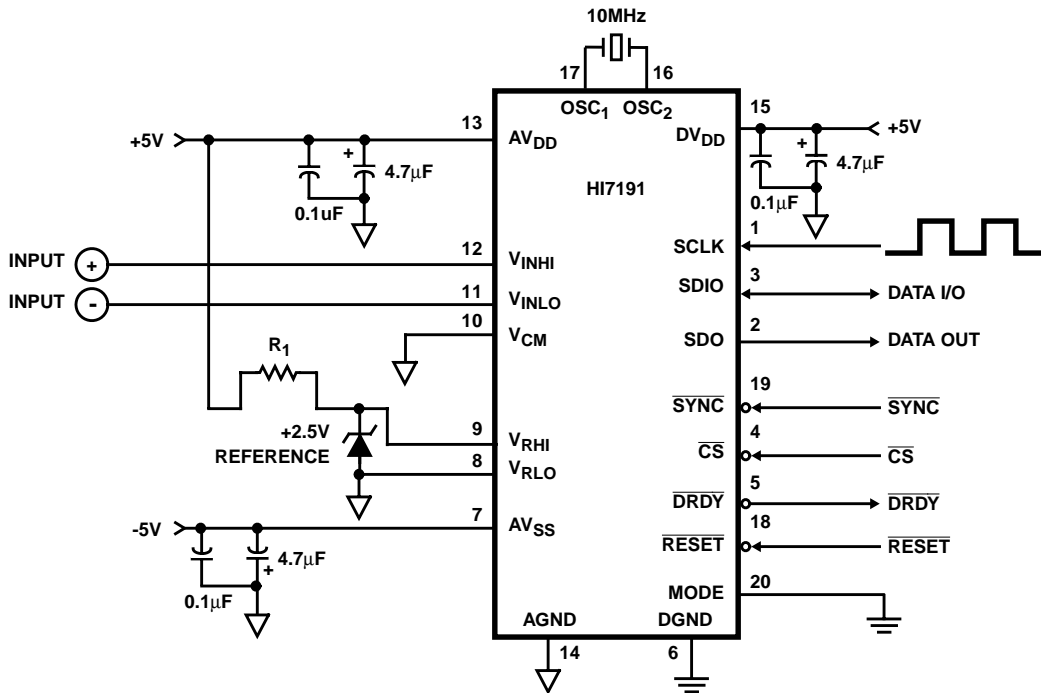 10MHz
17 16
OSC1 OSC2
15
+5V 13 AVDD DVDD +5V
+ 4.7μF
0.1uF
HI7191
+ 4.7μF
0.1μF
1
SCLK
INPUT + 12 VINHI
3
SDIO DATA I/O
INPUT - 11 VINLO
10
VCM
2
SDO DATA OUT
R1
19
SYNC SYNC
+2.5V
REFERENCE
9
VRHI
4
CS CS
8
VRLO
5
DRDY DRDY
-5V 7 AVSS
18
RESET RESET
4.7μF
+
0.1μF
20
MODE
AGND DGND
14 6